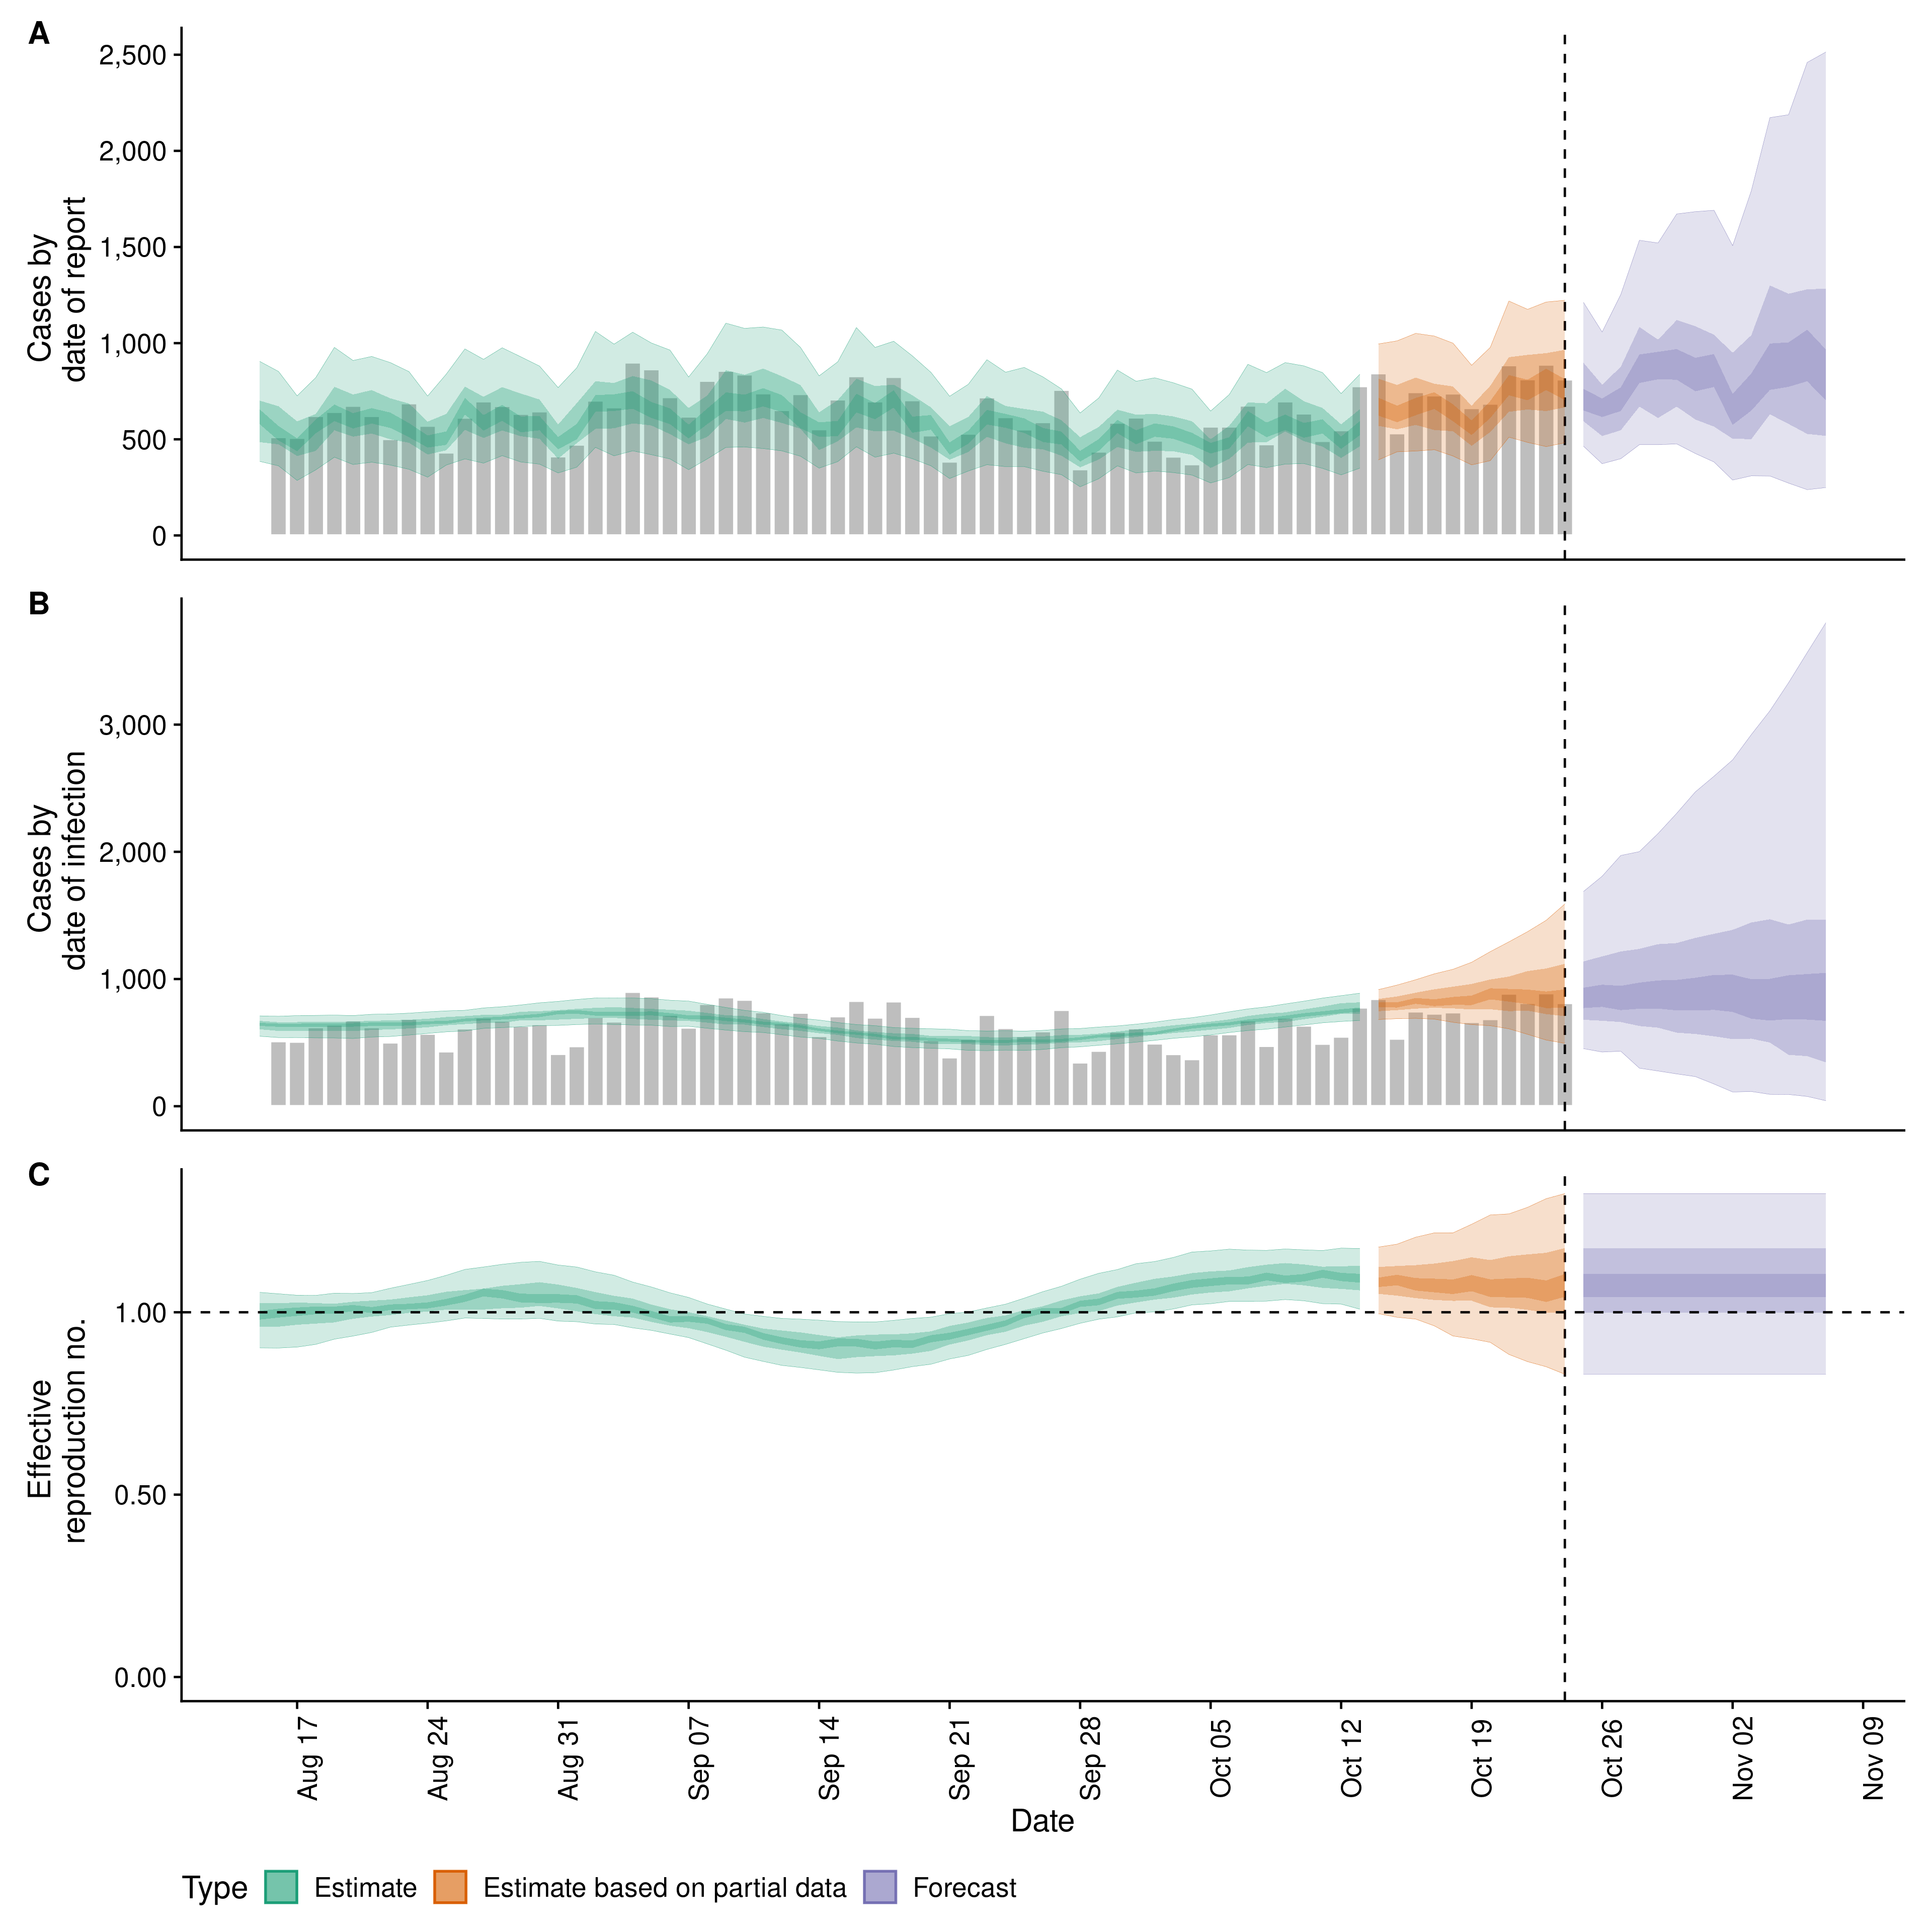 A
2,500
2,000
1,500
1,000
500
0
Cases by
date of report
B
3,000
2,000
1,000
0
Cases by
date of infection
C
1.00
0.50
0.00
Effective
reproduction no.
Aug 17
Aug 24
Aug 31
Sep 07
Sep 14
Sep 21
Sep 28
Oct 05
Oct 12
Oct 19
Oct 26
Nov 02
Nov 09
Date
Type Estimate Estimate based on partial data Forecast